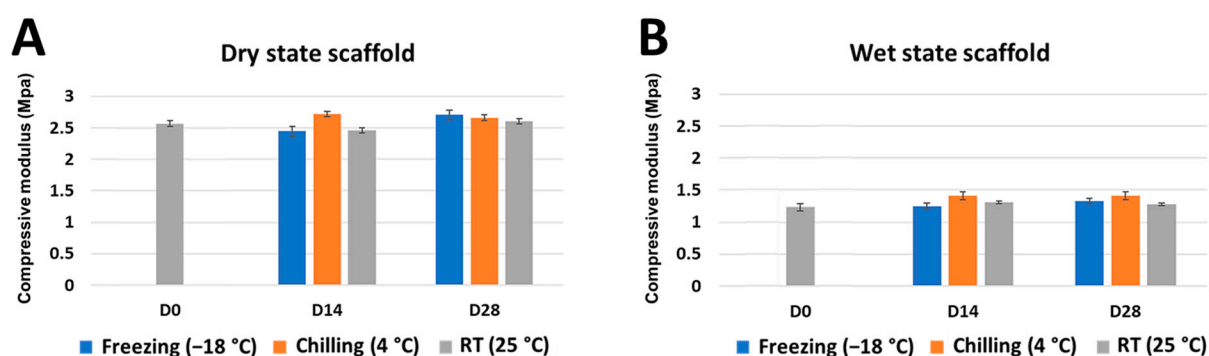 A
Dry state scaffold
Compressive modulus (Mpa)
3
2.5
2
1.5
1
0.5
0
D0 D14 D28
Freezing (−18 °C) Chilling (4 °C) RT (25 °C)
B
Wet state scaffold
Compressive modulus (Mpa)
3
2.5
2
1.5
1
0.5
0
D0 D14 D28
Freezing (−18 °C) Chilling (4 °C) RT (25 °C)